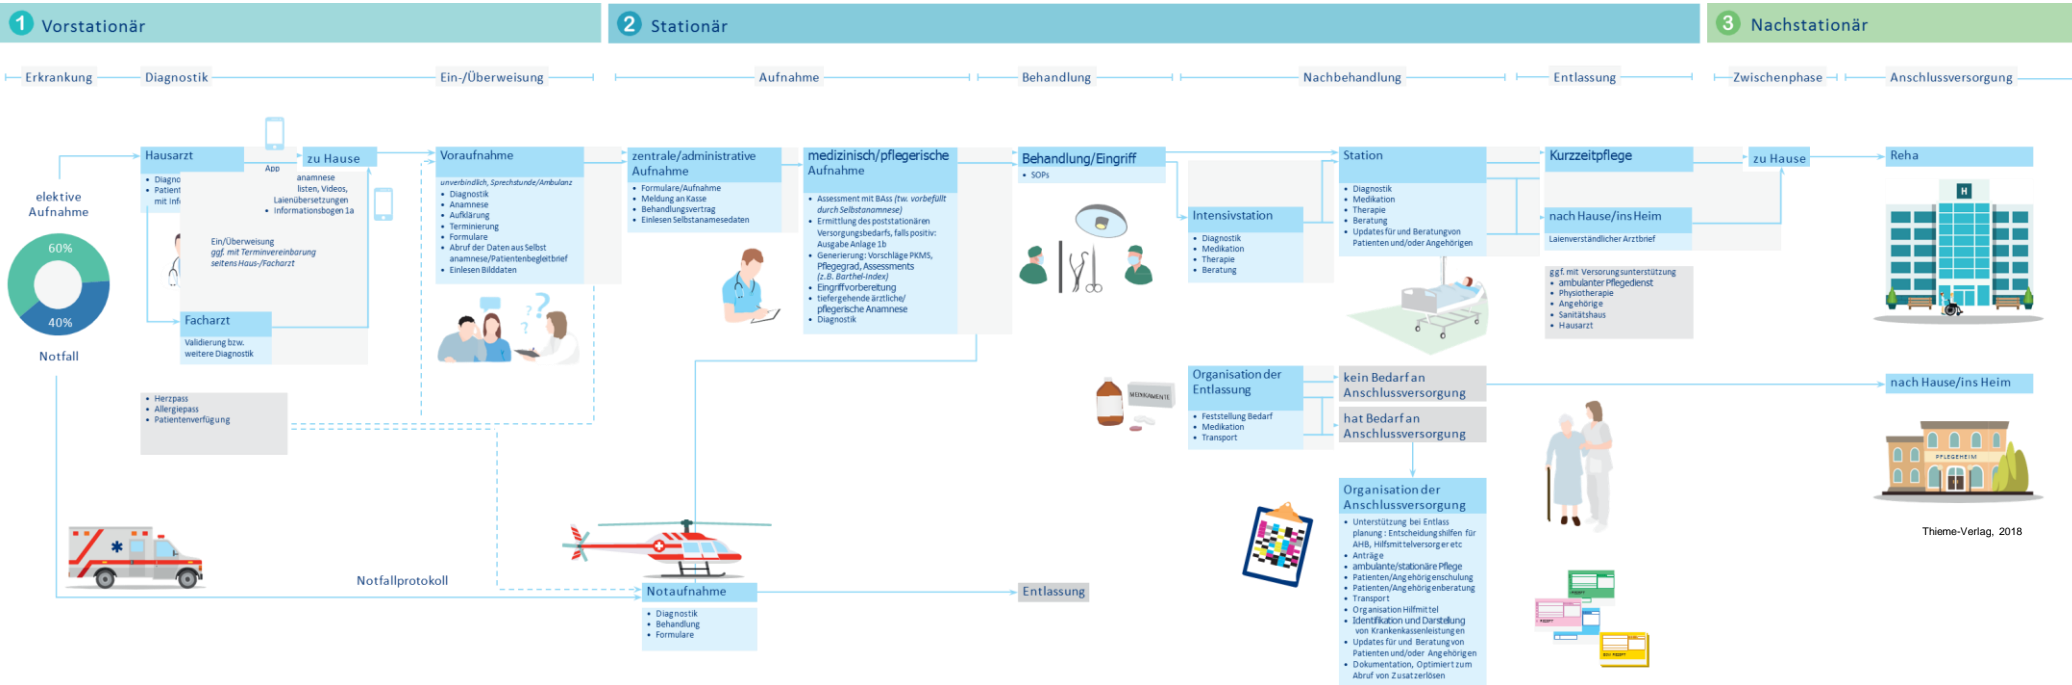 1 Vorstationär
2 Stationär
3 Nachstationär
Erkrankung
Diagnostik
Ein-/Überweisung
Aufnahme
Behandlung
Nachbehandlung
Entlassung
Zwischenphase
Anschlussversorgung
elektive
Aufnahme
60%
40%
Notfall
Hausarzt
• Diagno
• Patient
mit Inf
App
zu Hause
anamnese
listen, Videos,
Laienübersetzungen
• Informationsbogen 1a
Ein/Überweisung
ggf. mit Terminvereinbarung
seitens Haus-/Facharzt
Facharzt
Validierung bzw.
weitere Diagnostik
• Herzpass
• Allergiepass
• Patientenverfügung
Voraufnahme
unverbindlich, Sprechstunde/Ambulanz
• Diagnostik
• Anamnese
• Aufklärung
• Terminierung
• Formulare
• Abruf der Daten aus Selbst
anamnese/Patientenbegleitbrief
• Einlesen Bilddaten
zentrale/administrative
Aufnahme
• Formulare/Aufnahme
• Meldung an Kasse
• Behandlungsvertrag
• Einlesen Selbstanamesedaten
medizinisch/pflegerische
Aufnahme
• Assessment mit BAss (tw. vorbefüllt
durch Selbstanamnese)
• Ermittlung des poststationären
Versorgungsbedarfs, falls positiv:
Ausgabe Anlage 1b
• Generierung: Vorschläge PKMS,
Pflegegrad, Assessments
(z.B. Barthel-Index)
• Eingriffvorbereitung
• tiefergehende ärztliche/
pflegerische Anamnese
• Diagnostik
Behandlung/Eingriff
• SOPs
Intensivstation
• Diagnostik
• Medikation
• Therapie
• Beratung
Station
• Diagnostik
• Medikation
• Therapie
• Beratung
• Updates für und Beratung von
Patienten und/oder Angehörigen
Kurzzeitpflege
nach Hause/ins Heim
Laienverständlicher Arztbrief
ggf. mit Versorungsunterstützung
• ambulanter Pflegedienst
• Physiotherapie
• Angehörige
• Sanitätshaus
• Hausarzt
zu Hause
Reha
H
MEDIKAMENTE
Organisation der
Entlassung
• Feststellung Bedarf
• Medikation
• Transport
kein Bedarf an
Anschlussversorgung
hat Bedarf an
Anschlussversorgung
nach Hause/ins Heim
PFLEGEHEIM
Thieme-Verlag, 2018
Organisation der
Anschlussversorgung
• Unterstützung bei Entlass
planung : Entscheidungshilfen für
AHB, Hilfsmittelversorger etc
• Anträge
• ambulante/stationäre Pflege
• Patienten/Angehörigenschulung
• Patienten/Angehörigenberatung
• Transport
• Organisation Hilfmittel
• Identifikation und Darstellung
von Krankenkassenleistungen
• Updates für und Beratung von
Patienten und/oder Angehörigen
• Dokumentation, Optimiert zum
Abruf von Zusatzerlösen
Notfallprotokoll
Notaufnahme
• Diagnostik
• Behandlung
• Formulare
Entlassung